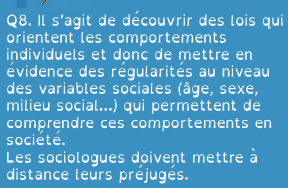 Q8. Il s'agit de découvrir des lois qui
orientent les comportements
individuels et donc de mettre en
évidence des régularités au niveau
des variables sociales (âge, sexe,
milieu social...) qui permettent de
comprendre ces comportements en
société.
Les sociologues doivent mettre à
distance leurs préjugés.